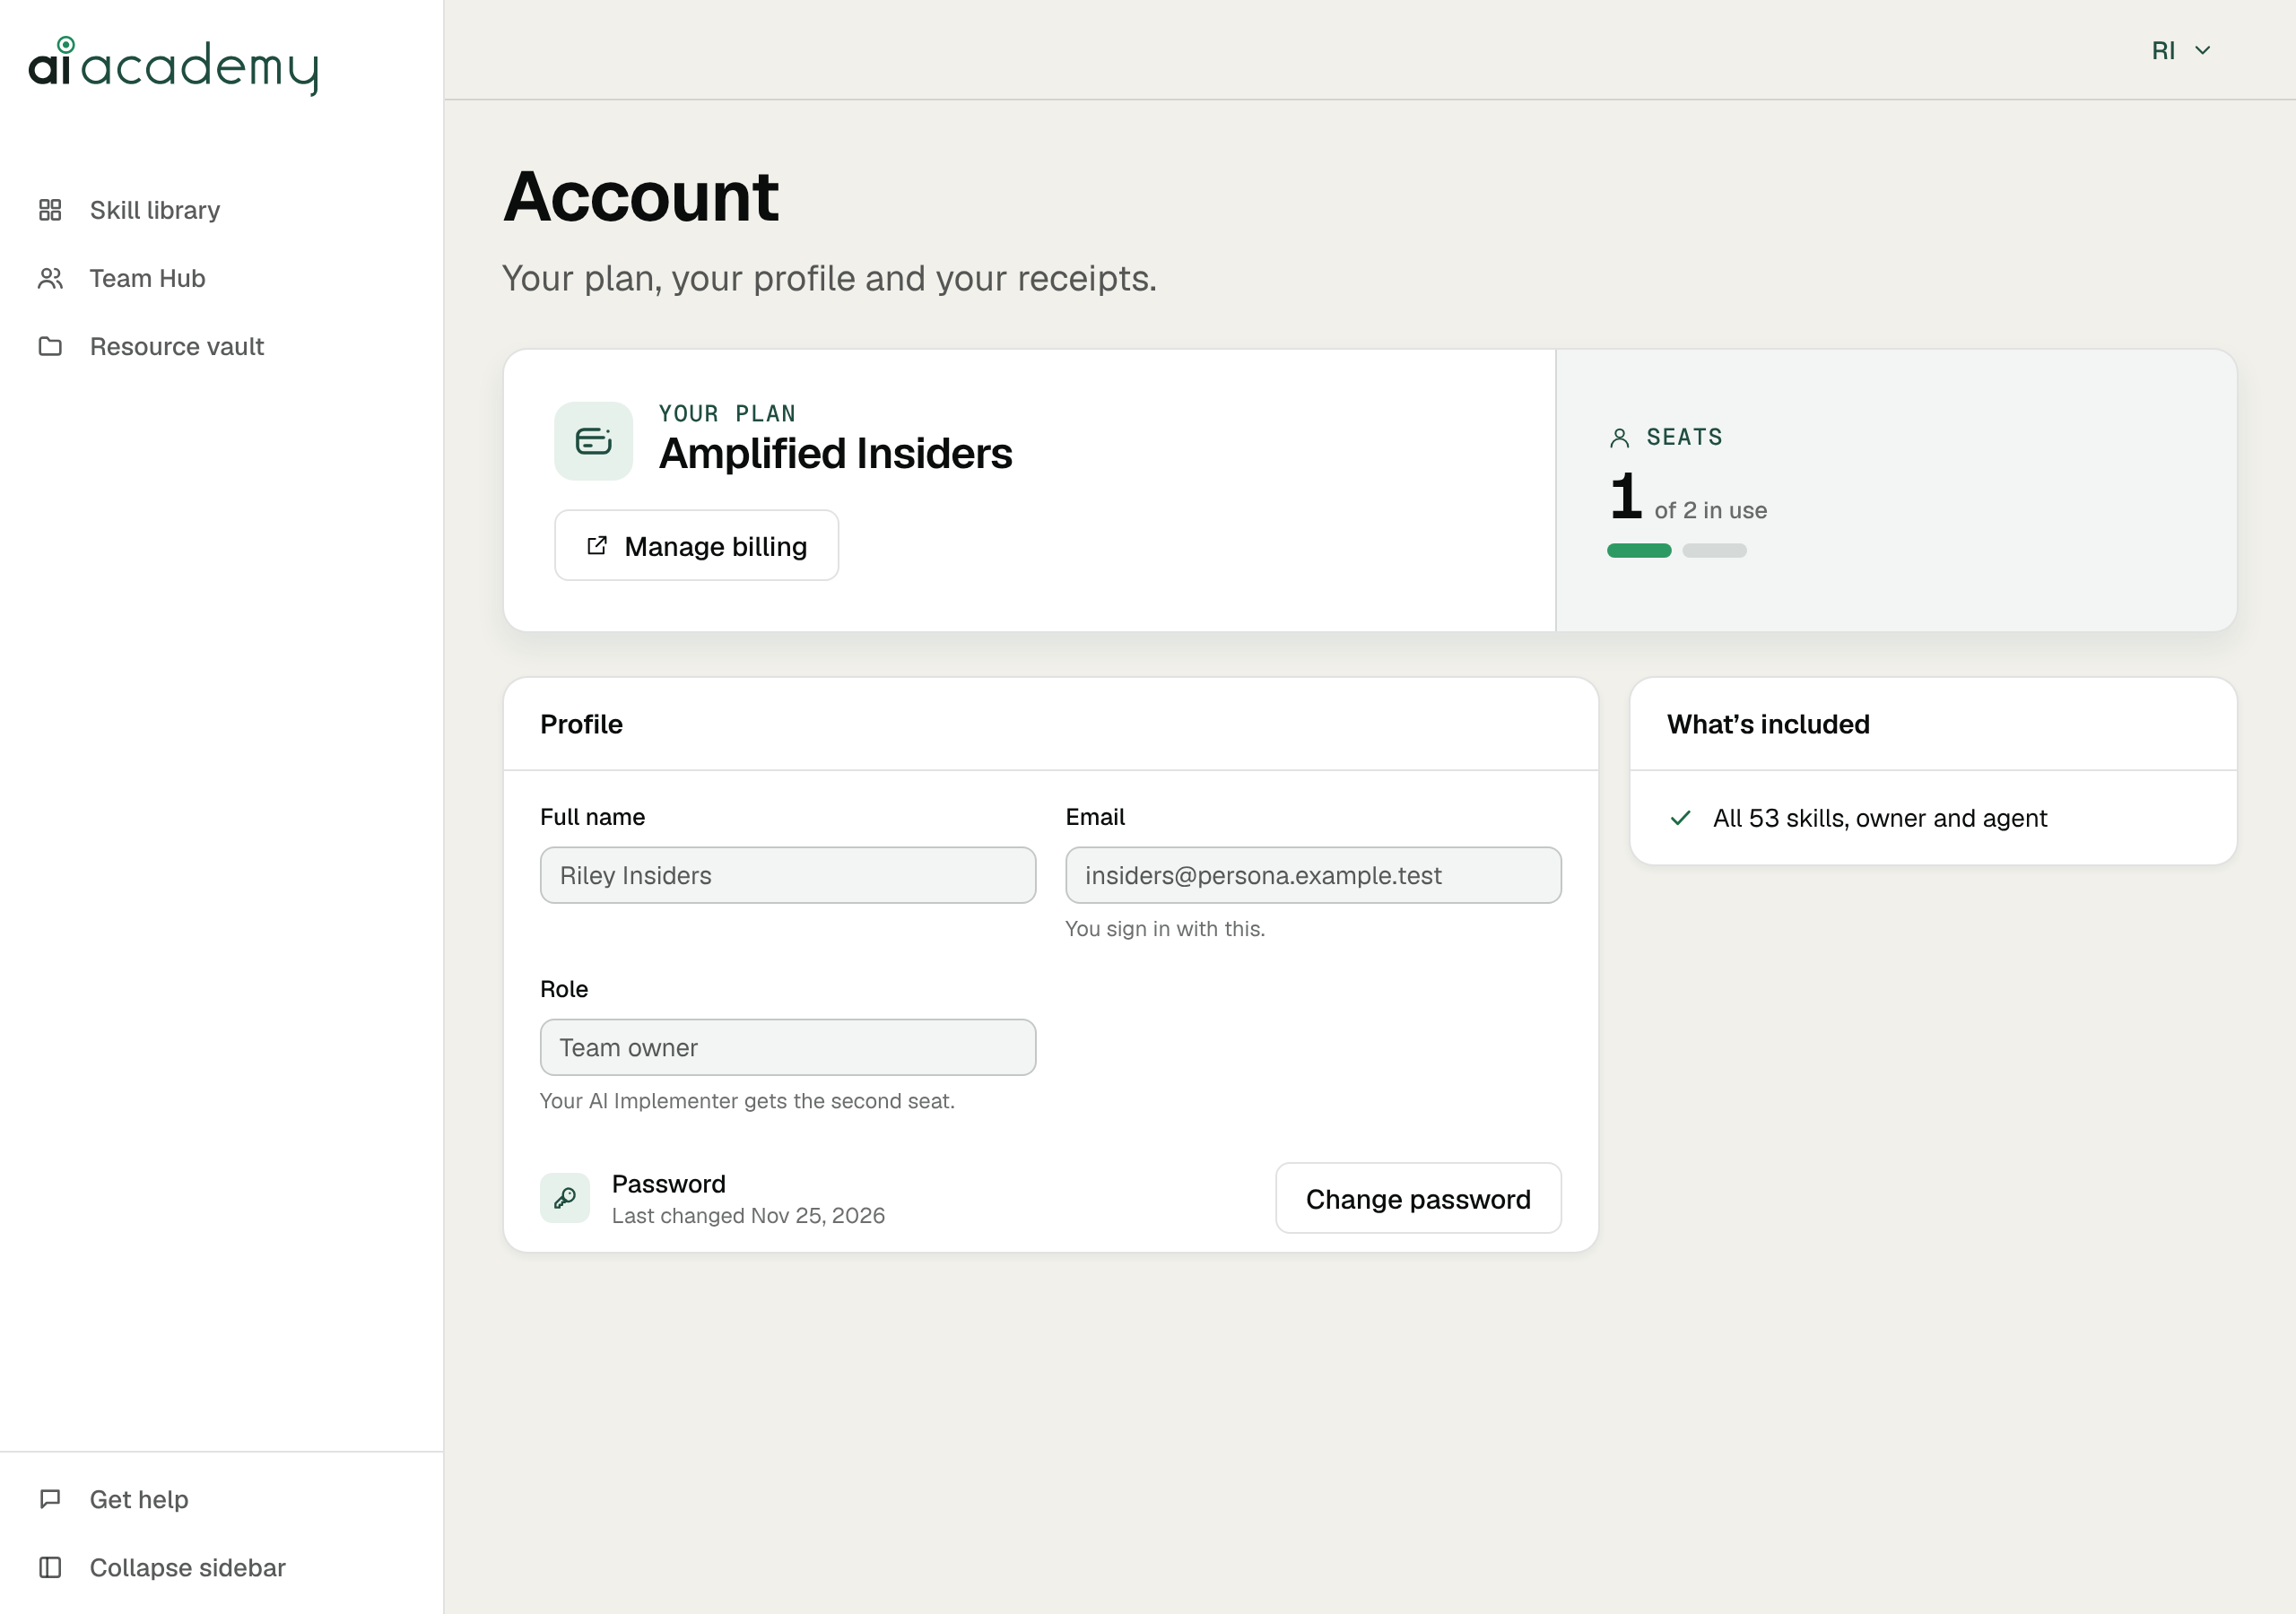 ai academy
RI
Skill library
Team Hub
Resource vault
Account
Your plan, your profile and your receipts.
YOUR PLAN
Amplified Insiders
Manage billing
SEATS
1 of 2 in use
Profile
Full name
Riley Insiders
Email
insiders@persona.example.test
You sign in with this.
Role
Team owner
Your AI Implementer gets the second seat.
Password
Last changed Nov 25, 2026
Change password
What’s included
All 53 skills, owner and agent
Get help
Collapse sidebar